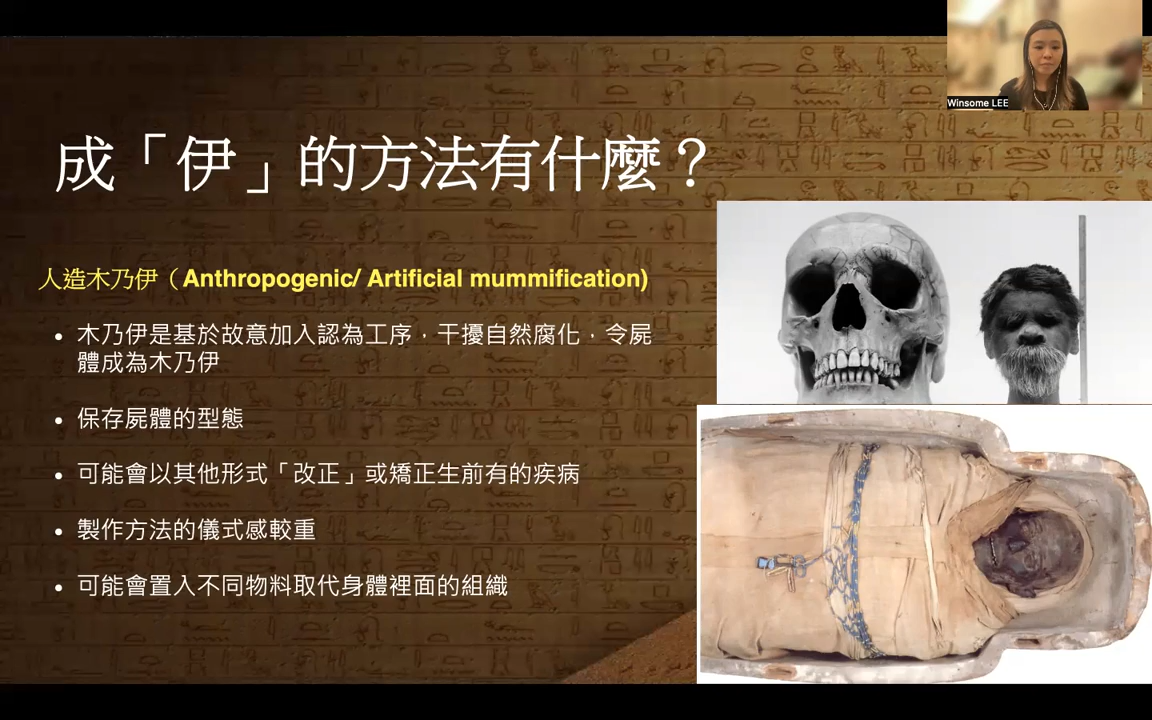 Winsome LEE
成「伊」的方法有什麼？
人造木乃伊（Anthropogenic/ Artificial mummification)
• 木乃伊是基於故意加入認為工序，干擾自然腐化，令屍
體成為木乃伊
• 保存屍體的型態
• 可能會以其他形式「改正」或矯正生前有的疾病
• 製作方法的儀式感較重
• 可能會置入不同物料取代身體裡面的組織